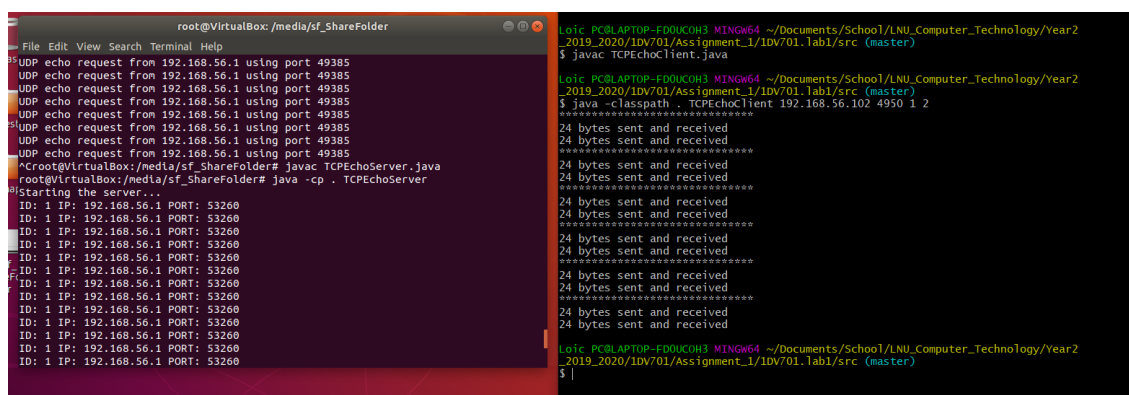 root@VirtualBox: /media/sf_ShareFolder
File Edit View Search Terminal Help
UDP echo request from 192.168.56.1 using port 49385
UDP echo request from 192.168.56.1 using port 49385
UDP echo request from 192.168.56.1 using port 49385
UDP echo request from 192.168.56.1 using port 49385
UDP echo request from 192.168.56.1 using port 49385
UDP echo request from 192.168.56.1 using port 49385
UDP echo request from 192.168.56.1 using port 49385
UDP echo request from 192.168.56.1 using port 49385
^Croot@VirtualBox:/media/sf_ShareFolder# javac TCPEchoServer.java
root@VirtualBox:/media/sf_ShareFolder# java -cp . TCPEchoServer
Starting the server...
ID: 1 IP: 192.168.56.1 PORT: 53260
ID: 1 IP: 192.168.56.1 PORT: 53260
ID: 1 IP: 192.168.56.1 PORT: 53260
ID: 1 IP: 192.168.56.1 PORT: 53260
ID: 1 IP: 192.168.56.1 PORT: 53260
ID: 1 IP: 192.168.56.1 PORT: 53260
ID: 1 IP: 192.168.56.1 PORT: 53260
ID: 1 IP: 192.168.56.1 PORT: 53260
ID: 1 IP: 192.168.56.1 PORT: 53260
ID: 1 IP: 192.168.56.1 PORT: 53260
ID: 1 IP: 192.168.56.1 PORT: 53260
ID: 1 IP: 192.168.56.1 PORT: 53260
ID: 1 IP: 192.168.56.1 PORT: 53260
Loic PC@LAPTOP-FDOUCOH3 MINGW64 ~/Documents/School/LNU_Computer_Technology/Year2
_2019_2020/1DV701/Assignment_1/1DV701.lab1/src (master)
$ javac TCPEchoClient.java
Loic PC@LAPTOP-FDOUCOH3 MINGW64 ~/Documents/School/LNU_Computer_Technology/Year2
_2019_2020/1DV701/Assignment_1/1DV701.lab1/src (master)
$ java -classpath . TCPEchoClient 192.168.56.102 4950 1 2
******************************
24 bytes sent and received
24 bytes sent and received
******************************
24 bytes sent and received
24 bytes sent and received
******************************
24 bytes sent and received
24 bytes sent and received
******************************
24 bytes sent and received
24 bytes sent and received
******************************
24 bytes sent and received
24 bytes sent and received
******************************
24 bytes sent and received
24 bytes sent and received
Loic PC@LAPTOP-FDOUCOH3 MINGW64 ~/Documents/School/LNU_Computer_Technology/Year2
_2019_2020/1DV701/Assignment_1/1DV701.lab1/src (master)
$